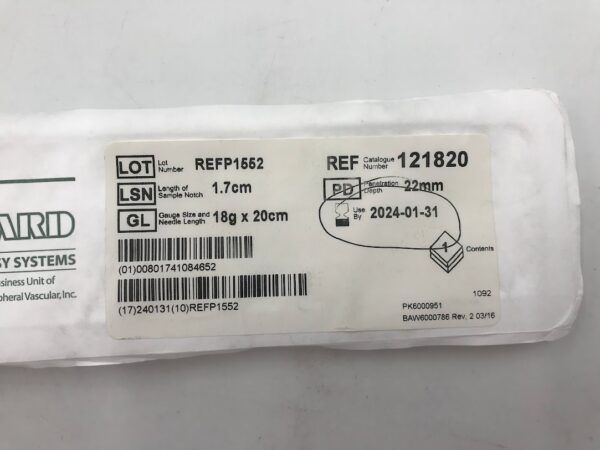 ARD
SY SYSTEMS
usiness Unit of
pheral Vascular, Inc.
LOT Lot Number REFP1552
LSN Length of Sample Notch 1.7cm
GL Gauge Size and Needle Length 18g x 20cm
(01)00801741084652
(17)240131(10)REFP1552
REF Catalogue Number 121820
PD Penetration Depth 22mm
Use By 2024-01-31
1 Contents
1092
PK6000951
BAW6000786 Rev. 2 03/16